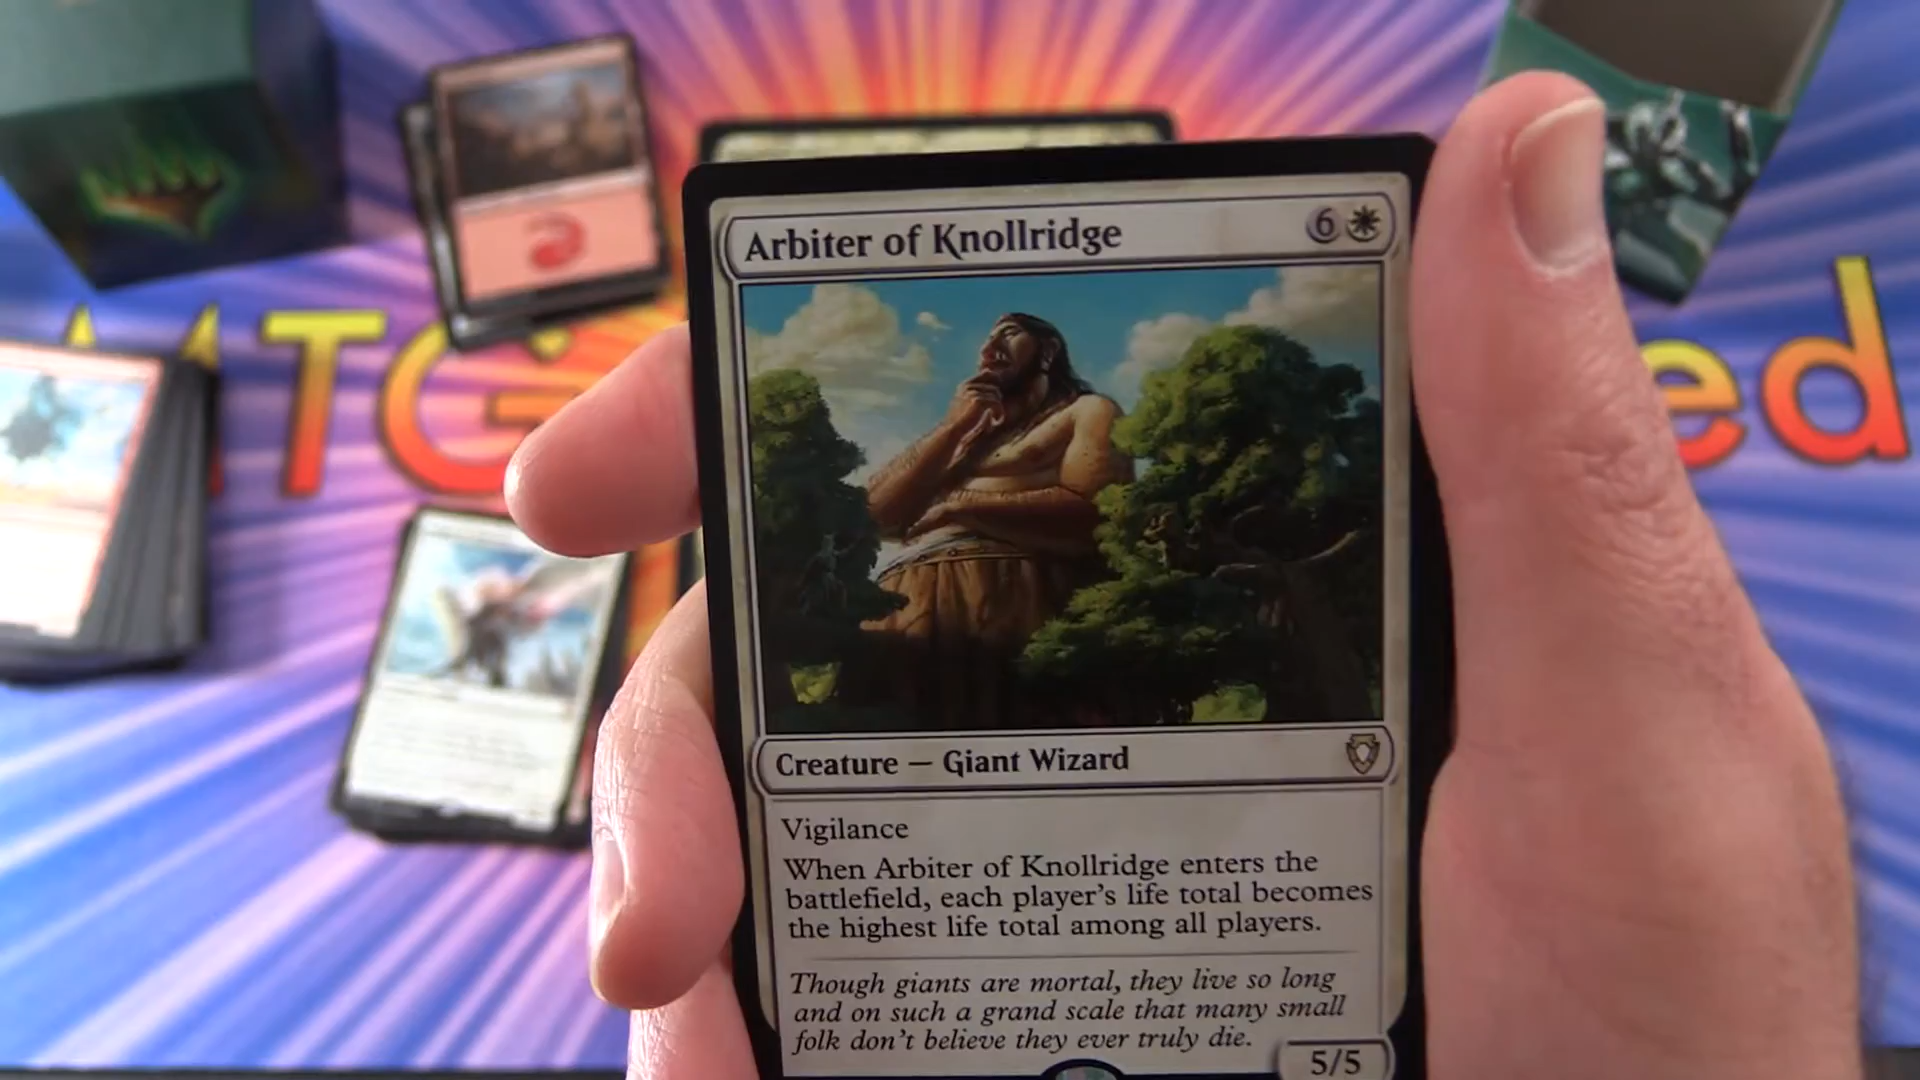 MTG
ed
Arbiter of Knollridge
6
Creature — Giant Wizard
Vigilance
When Arbiter of Knollridge enters the
battlefield, each player's life total becomes
the highest life total among all players.
Though giants are mortal, they live so long
and on such a grand scale that many small
folk don't believe they ever truly die.
5/5